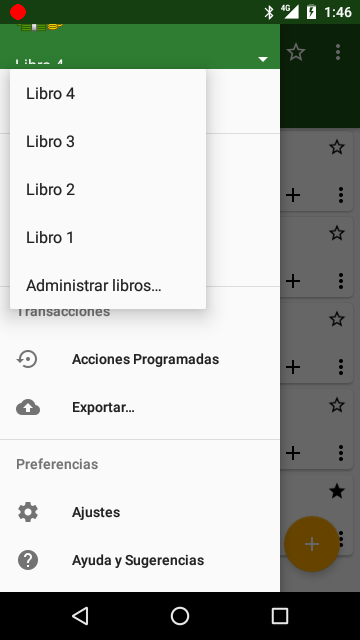 4G 1:46
Libro 4
Libro 4
Libro 3
Libro 2
Libro 1
Administrar libros...
Transacciones
Acciones Programadas
Exportar...
Preferencias
Ajustes
Ayuda y Sugerencias